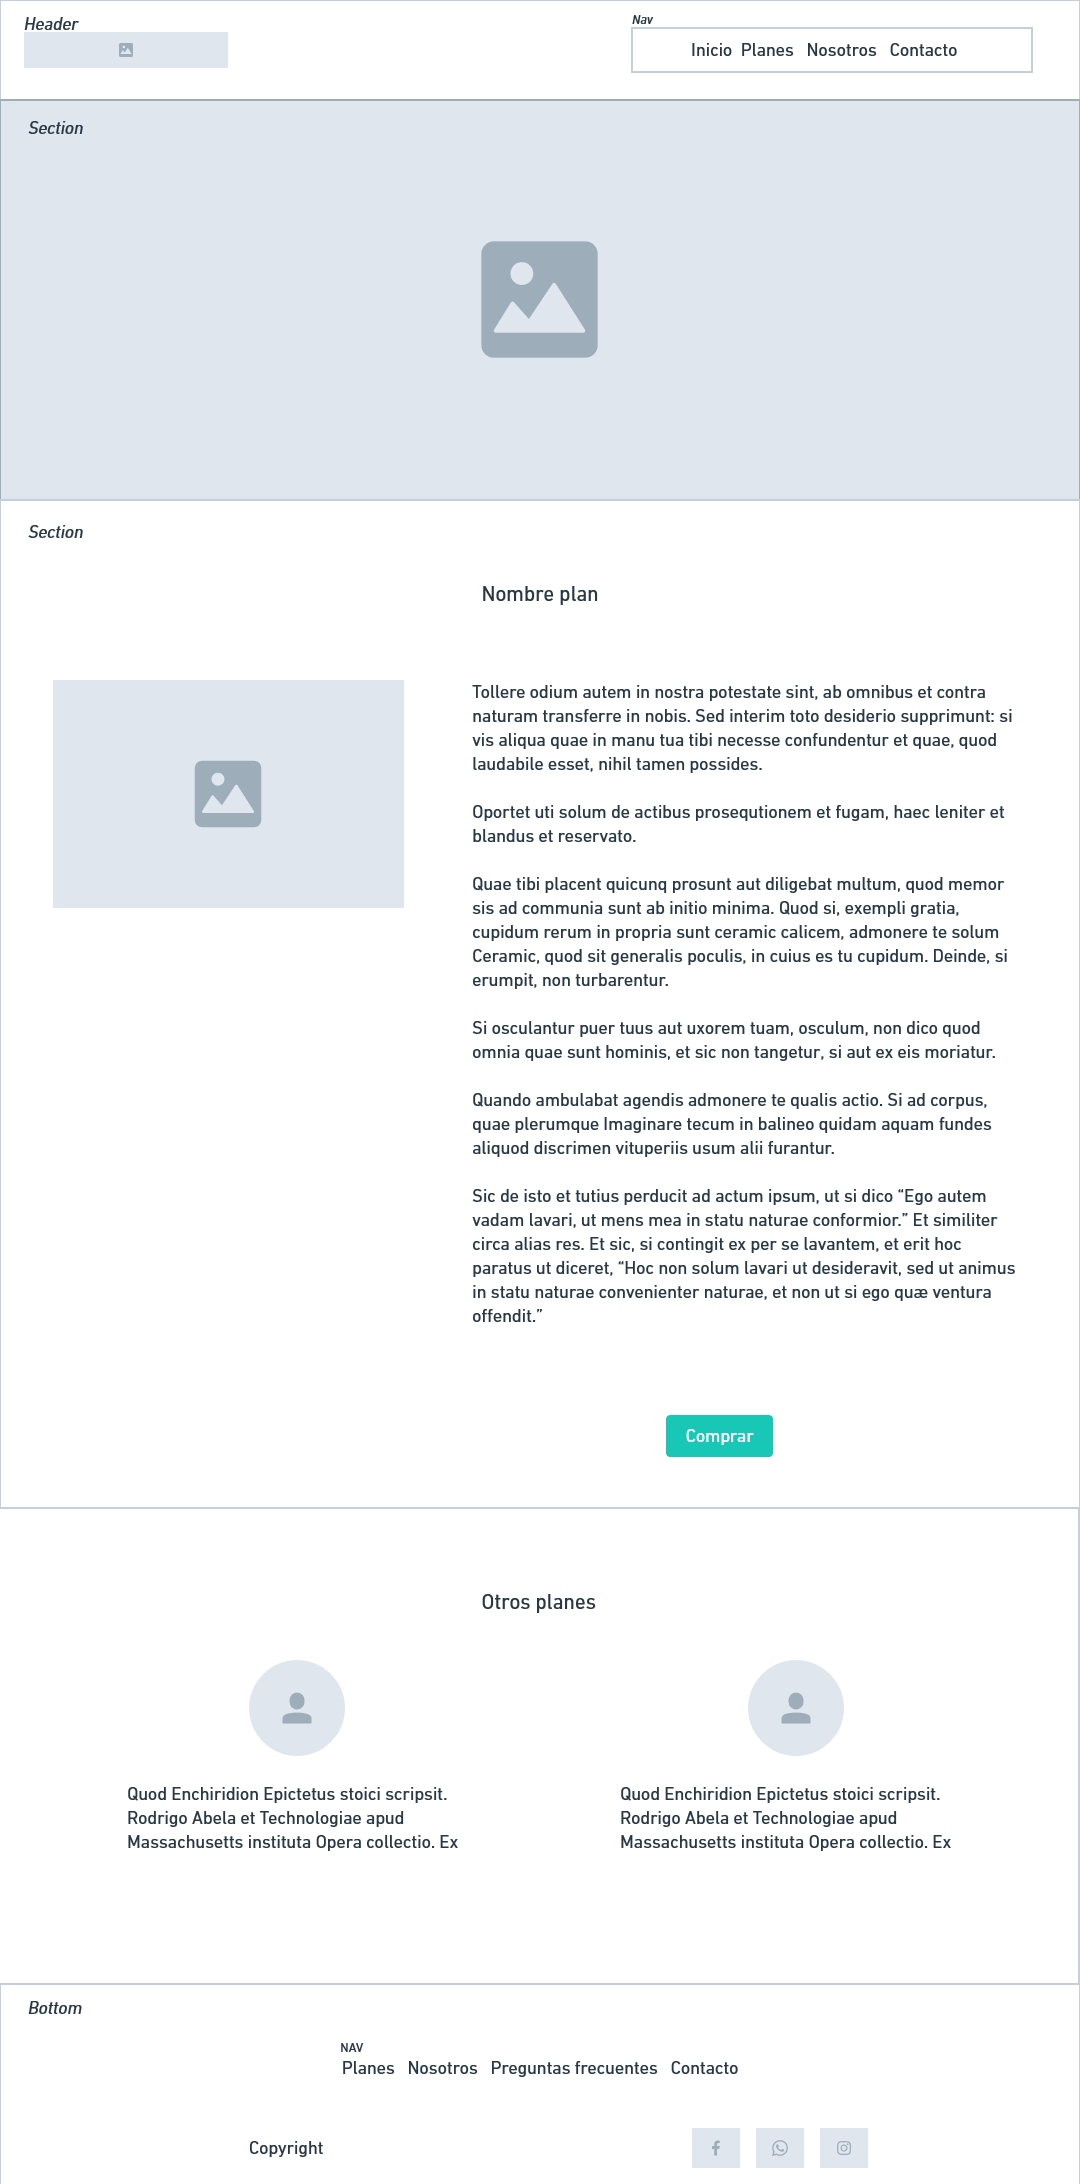 Header
Nav
Inicio Planes Nosotros Contacto
Section
Section
Nombre plan
Tollere odium autem in nostra potestate sint, ab omnibus et contra
naturam transferre in nobis. Sed interim toto desiderio supprimunt: si
vis aliqua quae in manu tua tibi necesse confundentur et quae, quod
laudabile esset, nihil tamen possides.
Oportet uti solum de actibus prosequtionem et fugam, haec leniter et
blandus et reservato.
Quae tibi placent quicunq prosunt aut diligebat multum, quod memor
sis ad communia sunt ab initio minima. Quod si, exempli gratia,
cupidum rerum in propria sunt ceramic calicem, admonere te solum
Ceramic, quod sit generalis poculis, in cuius es tu cupidum. Deinde, si
erumpit, non turbarentur.
Si osculantur puer tuus aut uxorem tuam, osculum, non dico quod
omnia quae sunt hominis, et sic non tangetur, si aut ex eis moriatur.
Quando ambulabat agendis admonere te qualis actio. Si ad corpus,
quae plerumque Imaginare tecum in balineo quidam aquam fundes
aliquod discrimen vituperiis usum alii furantur.
Sic de isto et tutius perducit ad actum ipsum, ut si dico “Ego autem
vadam lavari, ut mens mea in statu naturae conformior.” Et similiter
circa alias res. Et sic, si contingit ex per se lavantem, et erit hoc
paratus ut diceret, “Hoc non solum lavari ut desideravit, sed ut animus
in statu naturae convenienter naturae, et non ut si ego quæ ventura
offendit.”
Comprar
Otros planes
Quod Enchiridion Epictetus stoici scripsit.
Rodrigo Abela et Technologiae apud
Massachusetts instituta Opera collectio. Ex
Quod Enchiridion Epictetus stoici scripsit.
Rodrigo Abela et Technologiae apud
Massachusetts instituta Opera collectio. Ex
Bottom
NAV
Planes Nosotros Preguntas frecuentes Contacto
Copyright